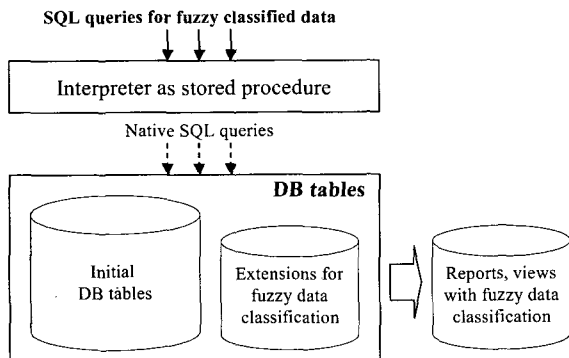 SQL queries for fuzzy classified data
Interpreter as stored procedure
Native SQL queries
DB tables
Initial
DB tables
Extensions for
fuzzy data
classification
Reports, views
with fuzzy data
classification